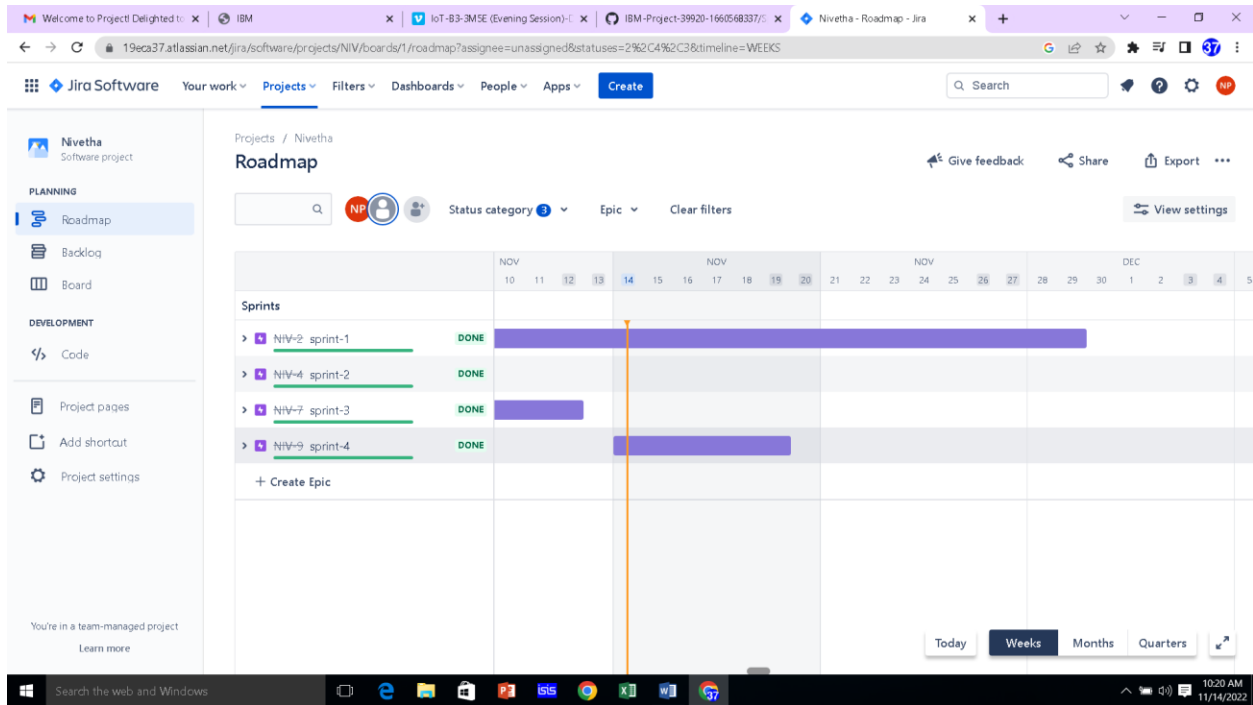 Welcome to Project! Delighted to
IBM
IoT-B3-3M5E (Evening Session)-(
IBM-Project-39920-1660568337/S
Nivetha - Roadmap - Jira
19eca37.atlassian.net/jira/software/projects/NIV/boards/1/roadmap?assignee=unassigned&statuses=2%2C4%2C3&timeline=WEEKS
37
Jira Software Your work Projects Filters Dashboards People Apps Create Search NP
Nivetha
Software project
PLANNING
Roadmap
Backlog
Board
DEVELOPMENT
Code
Project pages
Add shortcut
Project settings
You're in a team-managed project
Learn more
Projects / Nivetha
Roadmap
Give feedback Share Export
NP Status category 3 Epic Clear filters View settings
NOV NOV NOV DEC
10 11 12 13 14 15 16 17 18 19 20 21 22 23 24 25 26 27 28 29 30 1 2 3 4 5
Sprints
NIV-2 sprint-1 DONE
NIV-4 sprint-2 DONE
NIV-7 sprint-3 DONE
NIV-9 sprint-4 DONE
+ Create Epic
Today Weeks Months Quarters
Search the web and Windows
isis
37
10:20 AM
11/14/2022